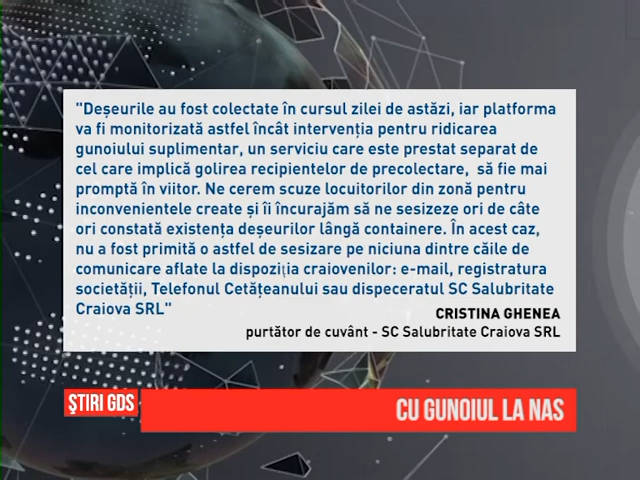 "Deșeurile au fost colectate în cursul zilei de astăzi, iar platforma
va fi monitorizată astfel încât intervenția pentru ridicarea
gunoiului suplimentar, un serviciu care este prestat separat de
cel care implică golirea recipientelor de precolectare, să fie mai
promptă în viitor. Ne cerem scuze locuitorilor din zonă pentru
inconvenientele create și îi încurajăm să ne sesizeze ori de câte
ori constată existența deșeurilor lângă containere. În acest caz,
nu a fost primită o astfel de sesizare pe niciuna dintre căile de
comunicare aflate la dispoziţia craiovenilor: e-mail, registratura
societății, Telefonul Cetățeanului sau dispeceratul SC Salubritate
Craiova SRL"
CRISTINA GHENEA
purtător de cuvânt - SC Salubritate Craiova SRL
ŞTIRI GDS
CU GUNOIUL LA NAS